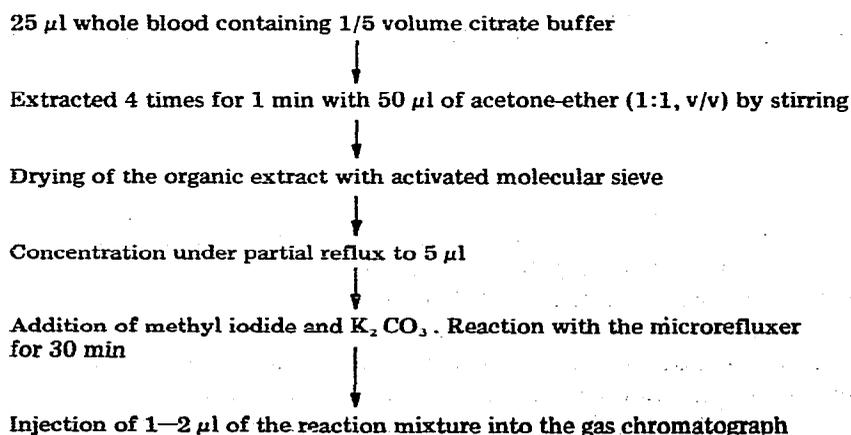 25 μl whole blood containing 1/5 volume citrate buffer
Extracted 4 times for 1 min with 50 μl of acetone-ether (1:1, v/v) by stirring
Drying of the organic extract with activated molecular sieve
Concentration under partial reflux to 5 μl
Addition of methyl iodide and K₂CO₃. Reaction with the microrefluxer
for 30 min
Injection of 1—2 μl of the reaction mixture into the gas chromatograph